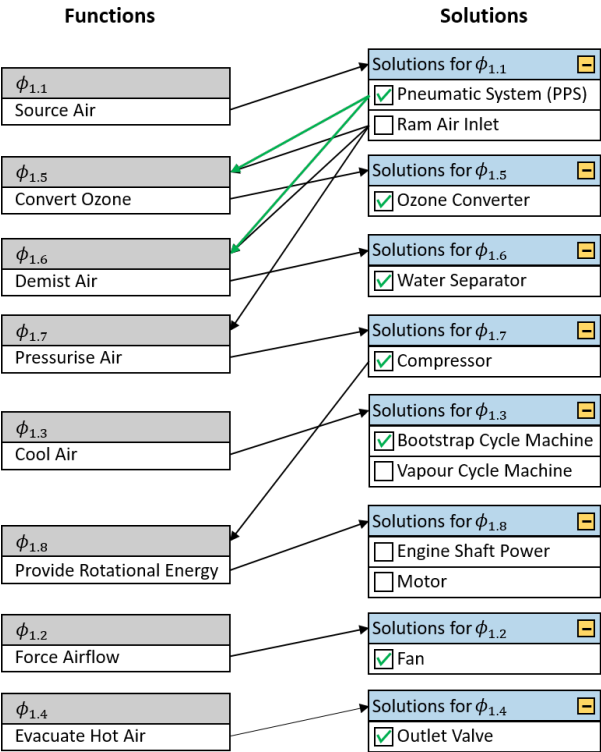 Functions
Solutions
ϕ1.1
Source Air
ϕ1.5
Convert Ozone
ϕ1.6
Demist Air
ϕ1.7
Pressurise Air
ϕ1.3
Cool Air
ϕ1.8
Provide Rotational Energy
ϕ1.2
Force Airflow
ϕ1.4
Evacuate Hot Air
Solutions for ϕ1.1
Pneumatic System (PPS)
Ram Air Inlet
Solutions for ϕ1.5
Ozone Converter
Solutions for ϕ1.6
Water Separator
Solutions for ϕ1.7
Compressor
Solutions for ϕ1.3
Bootstrap Cycle Machine
Vapour Cycle Machine
Solutions for ϕ1.8
Engine Shaft Power
Motor
Solutions for ϕ1.2
Fan
Solutions for ϕ1.4
Outlet Valve